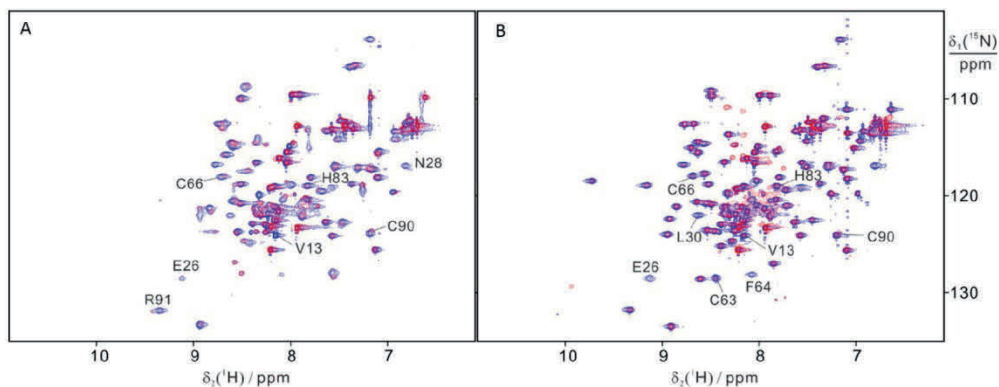 A
B
δ₁(¹⁵N)
ppm
110
120
130
N28
C66
H83
C90
V13
E26
R91
C66
H83
L30
V13
C90
E26
F64
C63
10 9 8 7
δ₂(¹H) / ppm
10 9 8 7
δ₂(¹H) / ppm